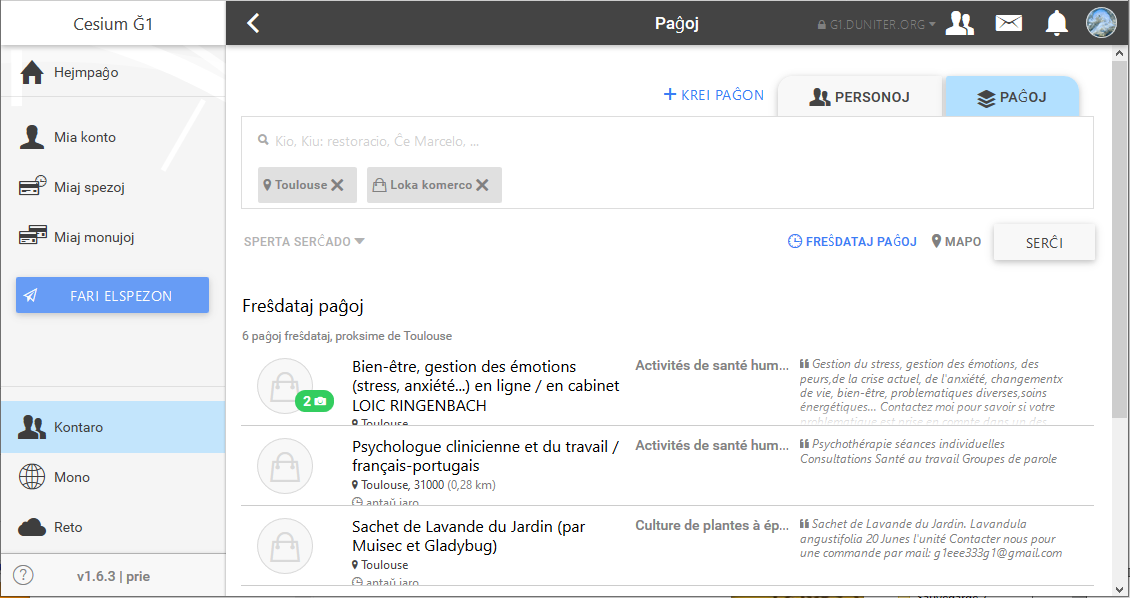 Cesium Ğ1
Paĝoj
G1.DUNITER.ORG
Hejmpaĝo
Mia konto
Miaj spezoj
Miaj monujoj
FARI ELSPEZON
Kontaro
Mono
Reto
v1.6.3 | prie
KREI PAĜON
PERSONOJ
PAĜOJ
Kio, Kiu: restoracio, Ĉe Marcelo, ...
Toulouse
Loka komerco
SPERTA SERĈADO
FREŜDATAJ PAĜOJ
MAPO
SERĈI
Freŝdataj paĝoj
6 paĝoj freŝdataj, proksime de Toulouse
Bien-être, gestion des émotions
(stress, anxiété...) en ligne / en cabinet
LOIC RINGENBACH
Toulouse
2
Activités de santé hum...
Gestion du stress, gestion des émotions, des
peurs,de la crise actuel, de l'anxiété, changementx
de vie, bien-être, problematiques diverses,soins
énergétiques... Contactez moi pour savoir si votre
problematique est prise en compte dans un des
Psychologue clinicienne et du travail /
français-portugais
Toulouse, 31000 (0,28 km)
antaŭ jaro
Activités de santé hum...
Psychothérapie séances individuelles
Consultations Santé au travail Groupes de parole
Sachet de Lavande du Jardin (par
Muisec et Gladybug)
Toulouse
antaŭ jaro
Culture de plantes à ép...
Sachet de Lavande du Jardin. Lavandula
angustifolia 20 Junes l'unité Contacter nous pour
une commande par mail: g1eee333g1@gmail.com